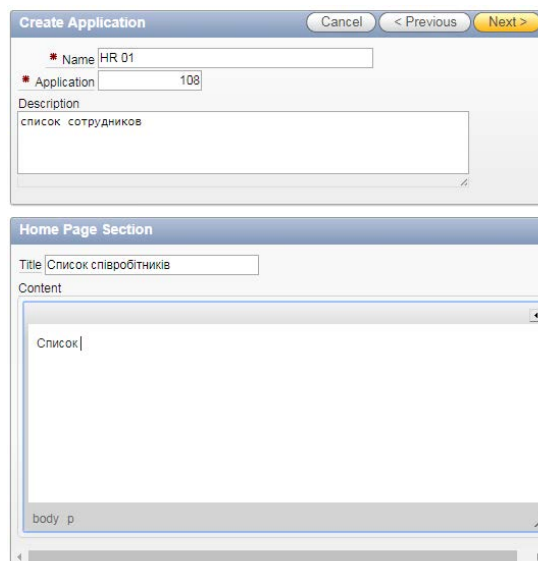 Create Application Cancel < Previous Next >
* Name HR 01
* Application 108
Description
список сотрудников
Home Page Section
Title Список співробітників
Content
Список
body p